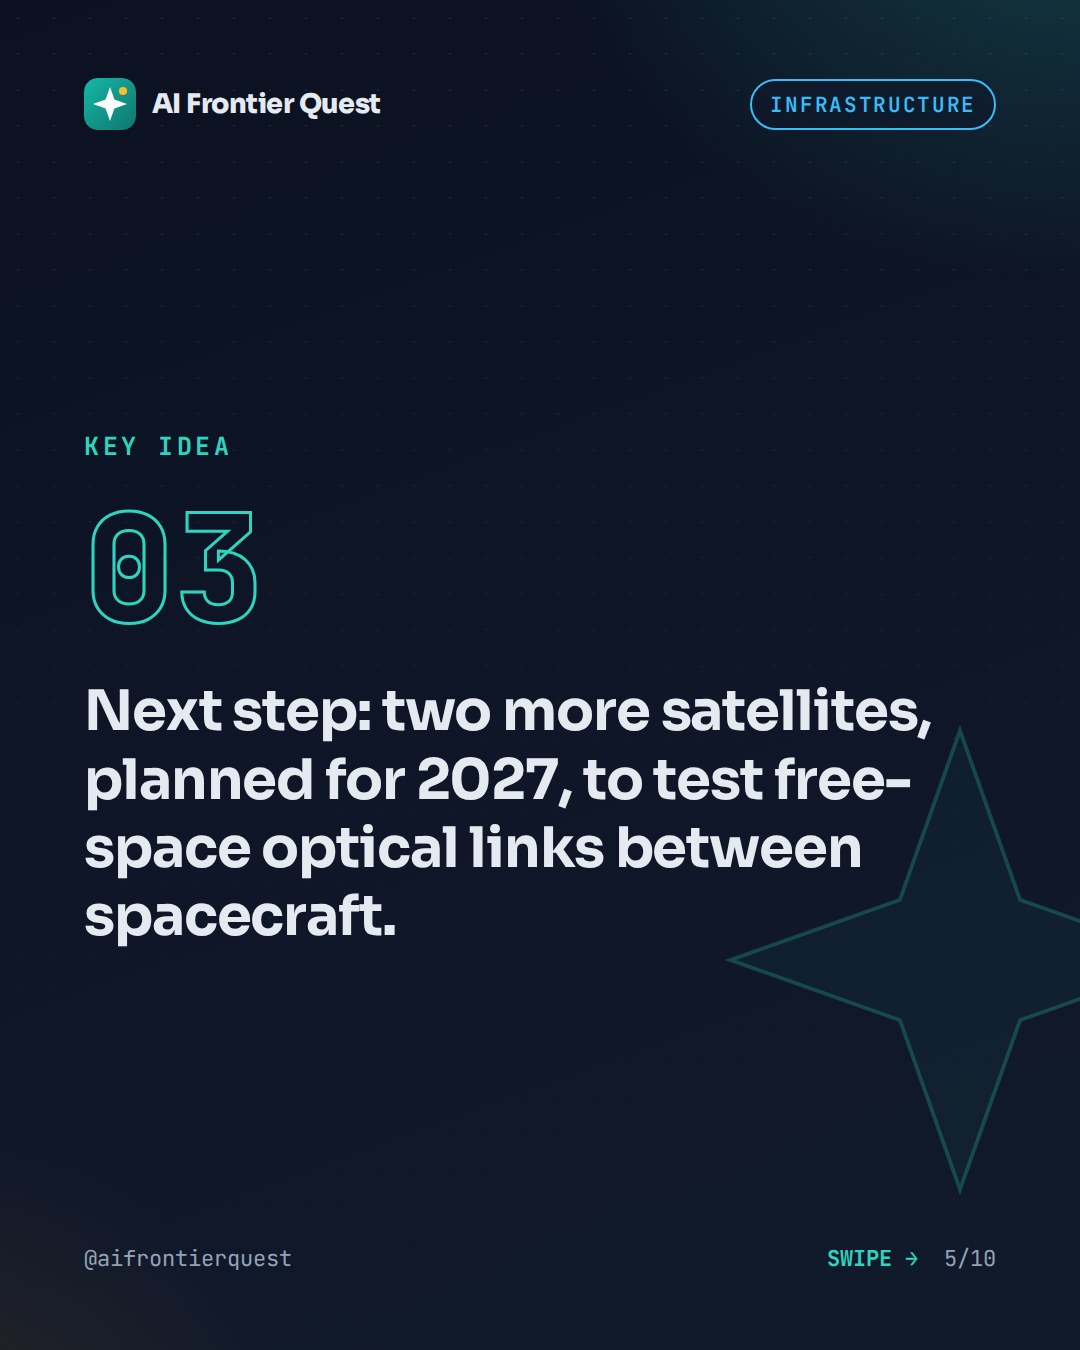 AI Frontier Quest
INFRASTRUCTURE
KEY IDEA
03
Next step: two more satellites,
planned for 2027, to test free-
space optical links between
spacecraft.
@aifrontierquest
SWIPE → 5/10